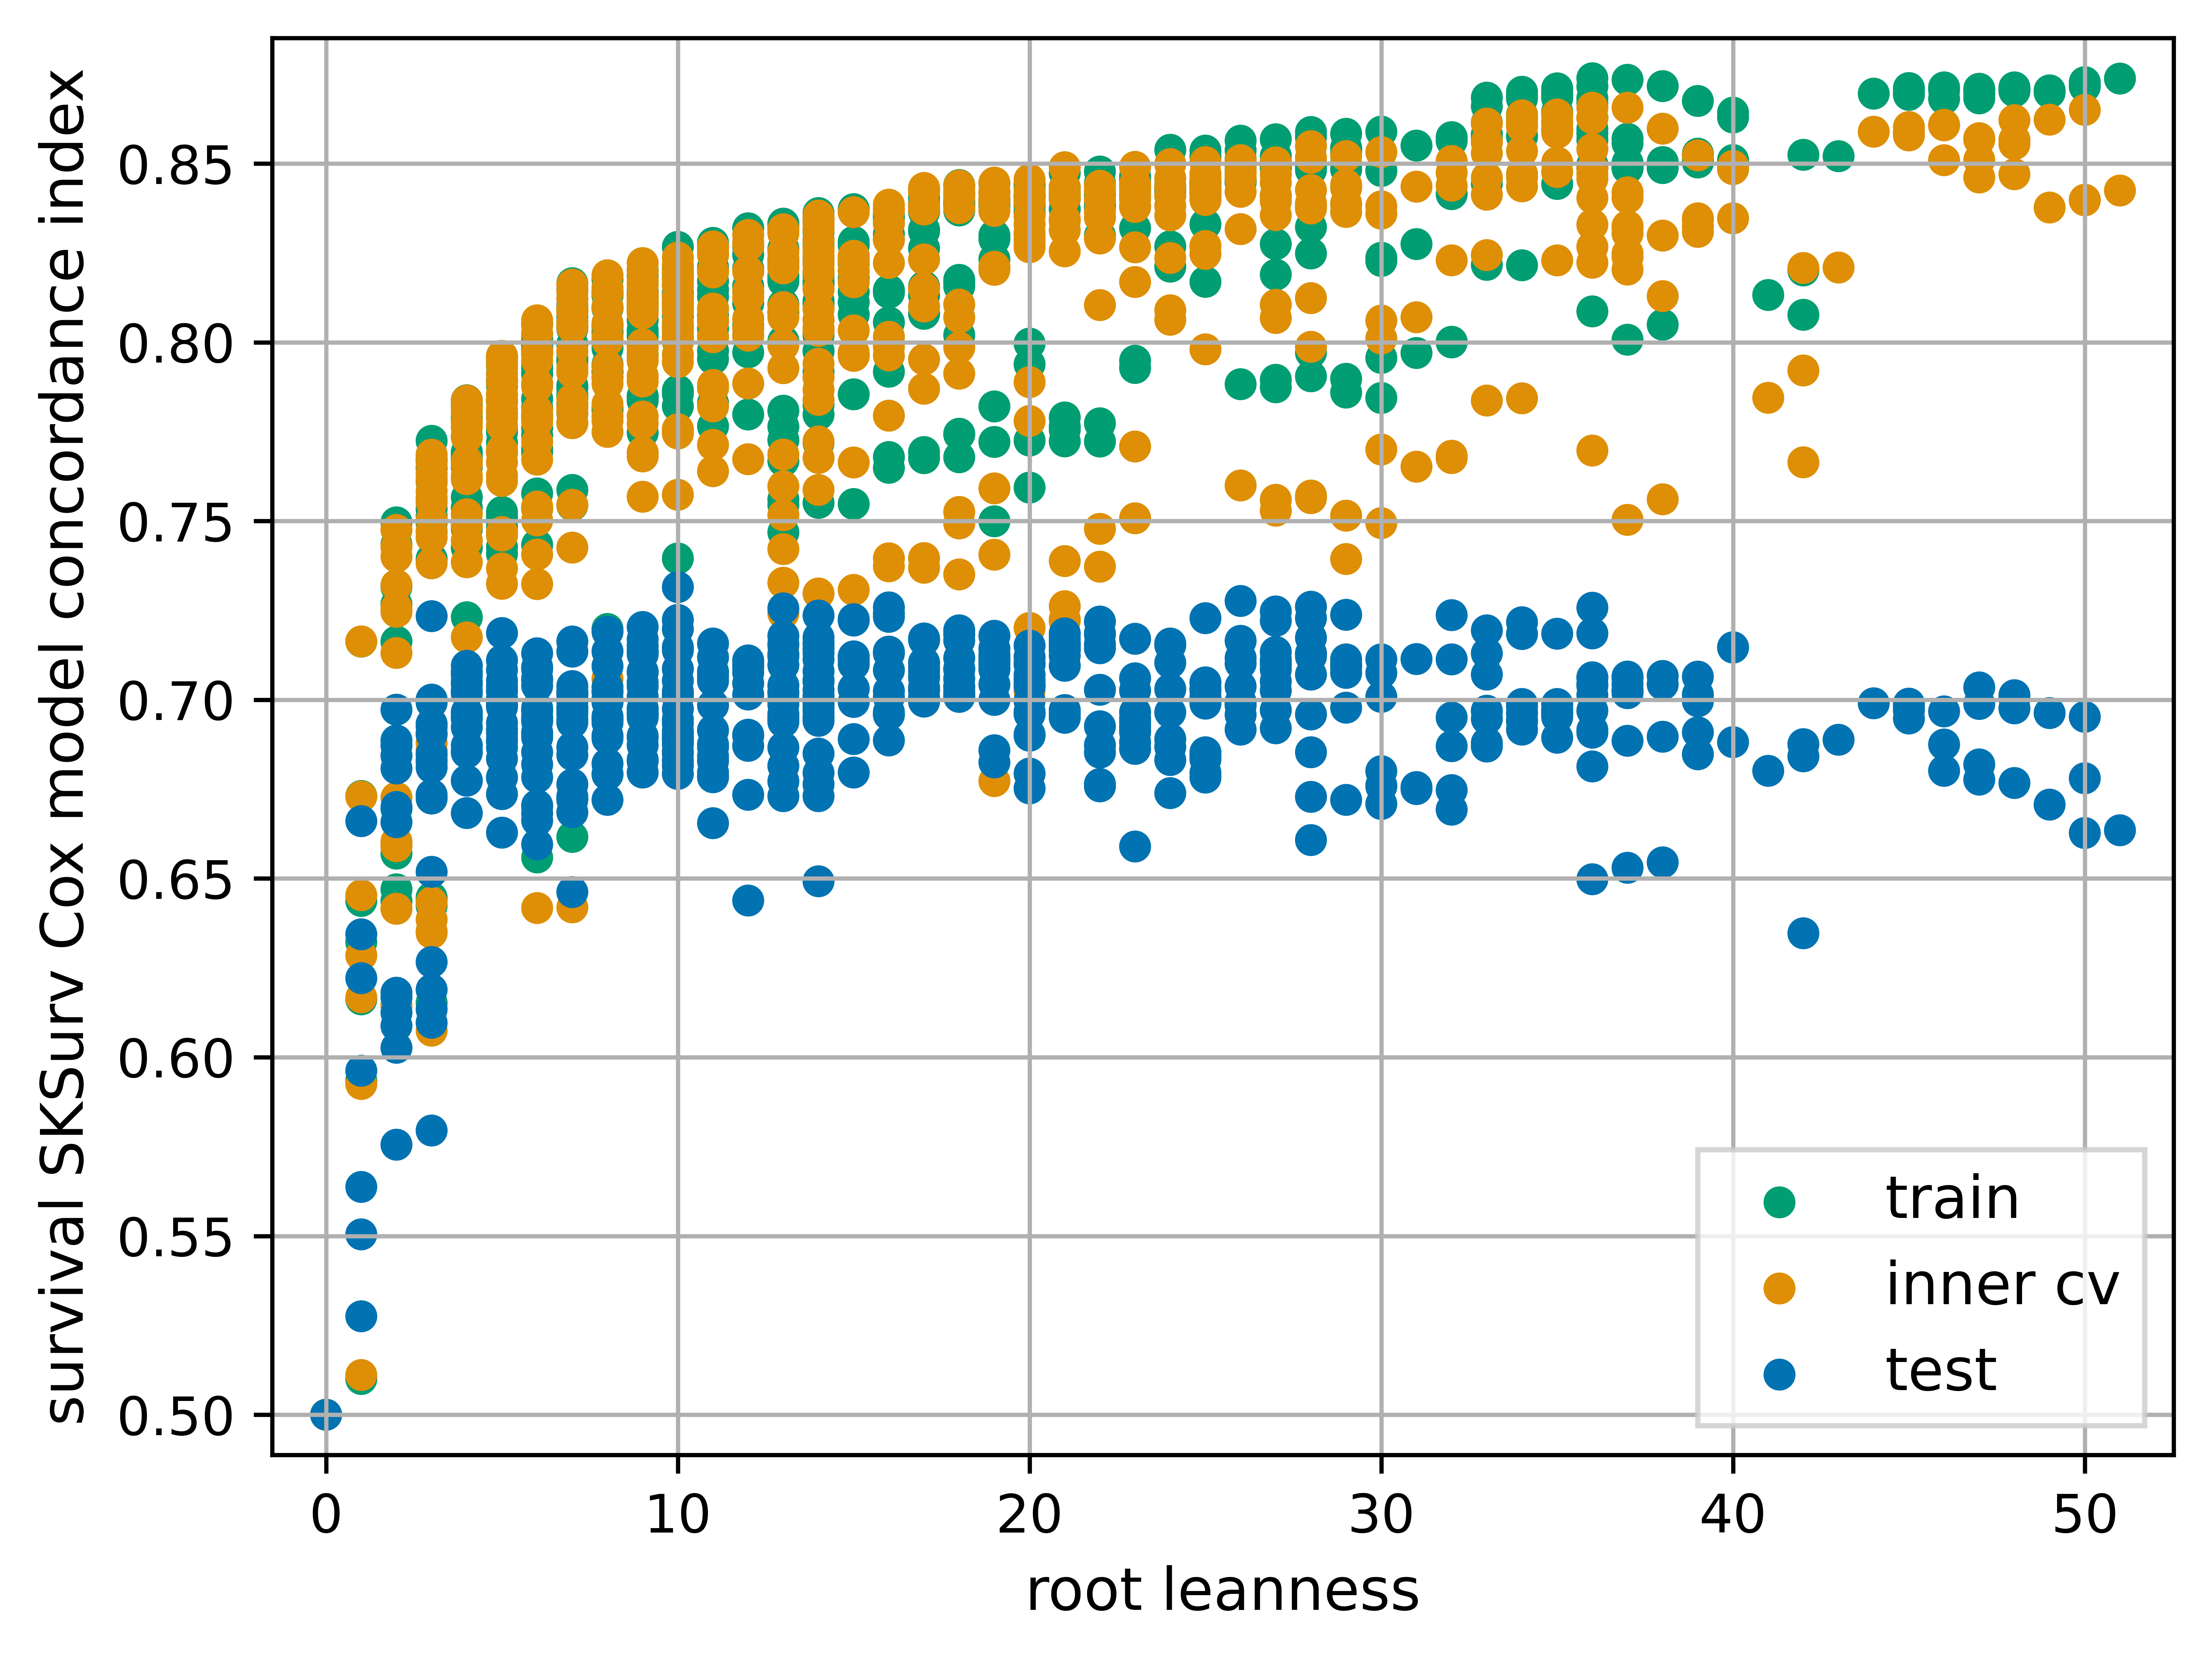 survival SKSurv Cox model concordance index
0.85
0.80
0.75
0.70
0.65
0.60
0.55
0.50
0 10 20 30 40 50
root leanness
train
inner cv
test